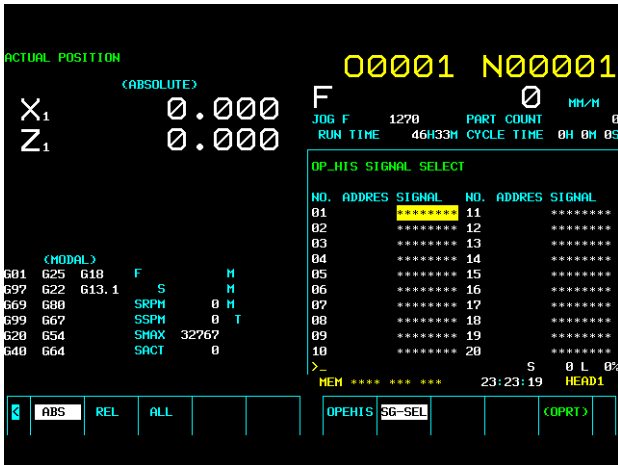 ACTUAL POSITION
(ABSOLUTE)
X1 0.000
Z1 0.000
(MODAL)
G01 G25 G18 F M
G97 G22 G13.1 S M
G69 G80 SRPM 0 M
G99 G67 SSPM 0 T
G20 G54 SMAX 32767
G40 G64 SACT 0
O0001 N00001
F 0 MM/M
JOG F 1270 PART COUNT 0
RUN TIME 46H33M CYCLE TIME 0H 0M 0S
OP_HIS SIGNAL SELECT
NO. ADDRES SIGNAL NO. ADDRES SIGNAL
01 ******** 11 ********
02 ******** 12 ********
03 ******** 13 ********
04 ******** 14 ********
05 ******** 15 ********
06 ******** 16 ********
07 ******** 17 ********
08 ******** 18 ********
09 ******** 19 ********
10 ******** 20 ********
>_ S 0 L 0%
MEM **** *** *** 23:23:19 HEAD1
< ABS REL ALL OPEHIS SG-SEL (OPRT)